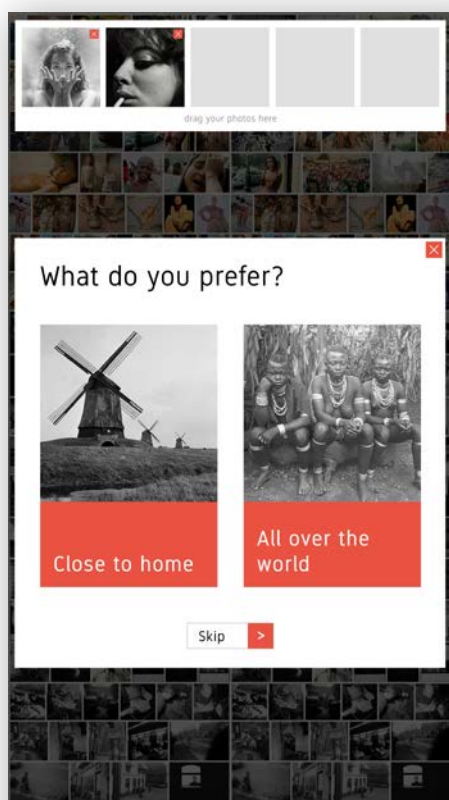 drag your photos here
What do you prefer?
Close to home
All over the
world
Skip >